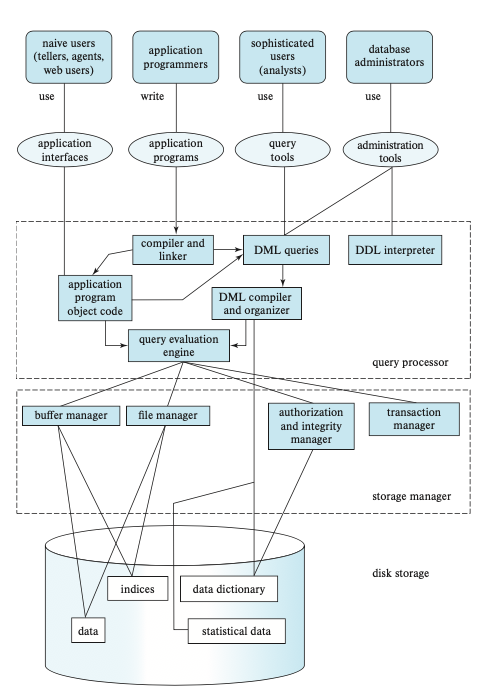 naive users
(tellers, agents,
web users)
application
programmers
sophisticated
users
(analysts)
database
administrators
use
write
use
use
application
interfaces
application
programs
query
tools
administration
tools
compiler and
linker
DML queries
DDL interpreter
application
program
object code
DML compiler
and organizer
query evaluation
engine
query processor
buffer manager
file manager
authorization
and integrity
manager
transaction
manager
storage manager
disk storage
indices
data dictionary
data
statistical data